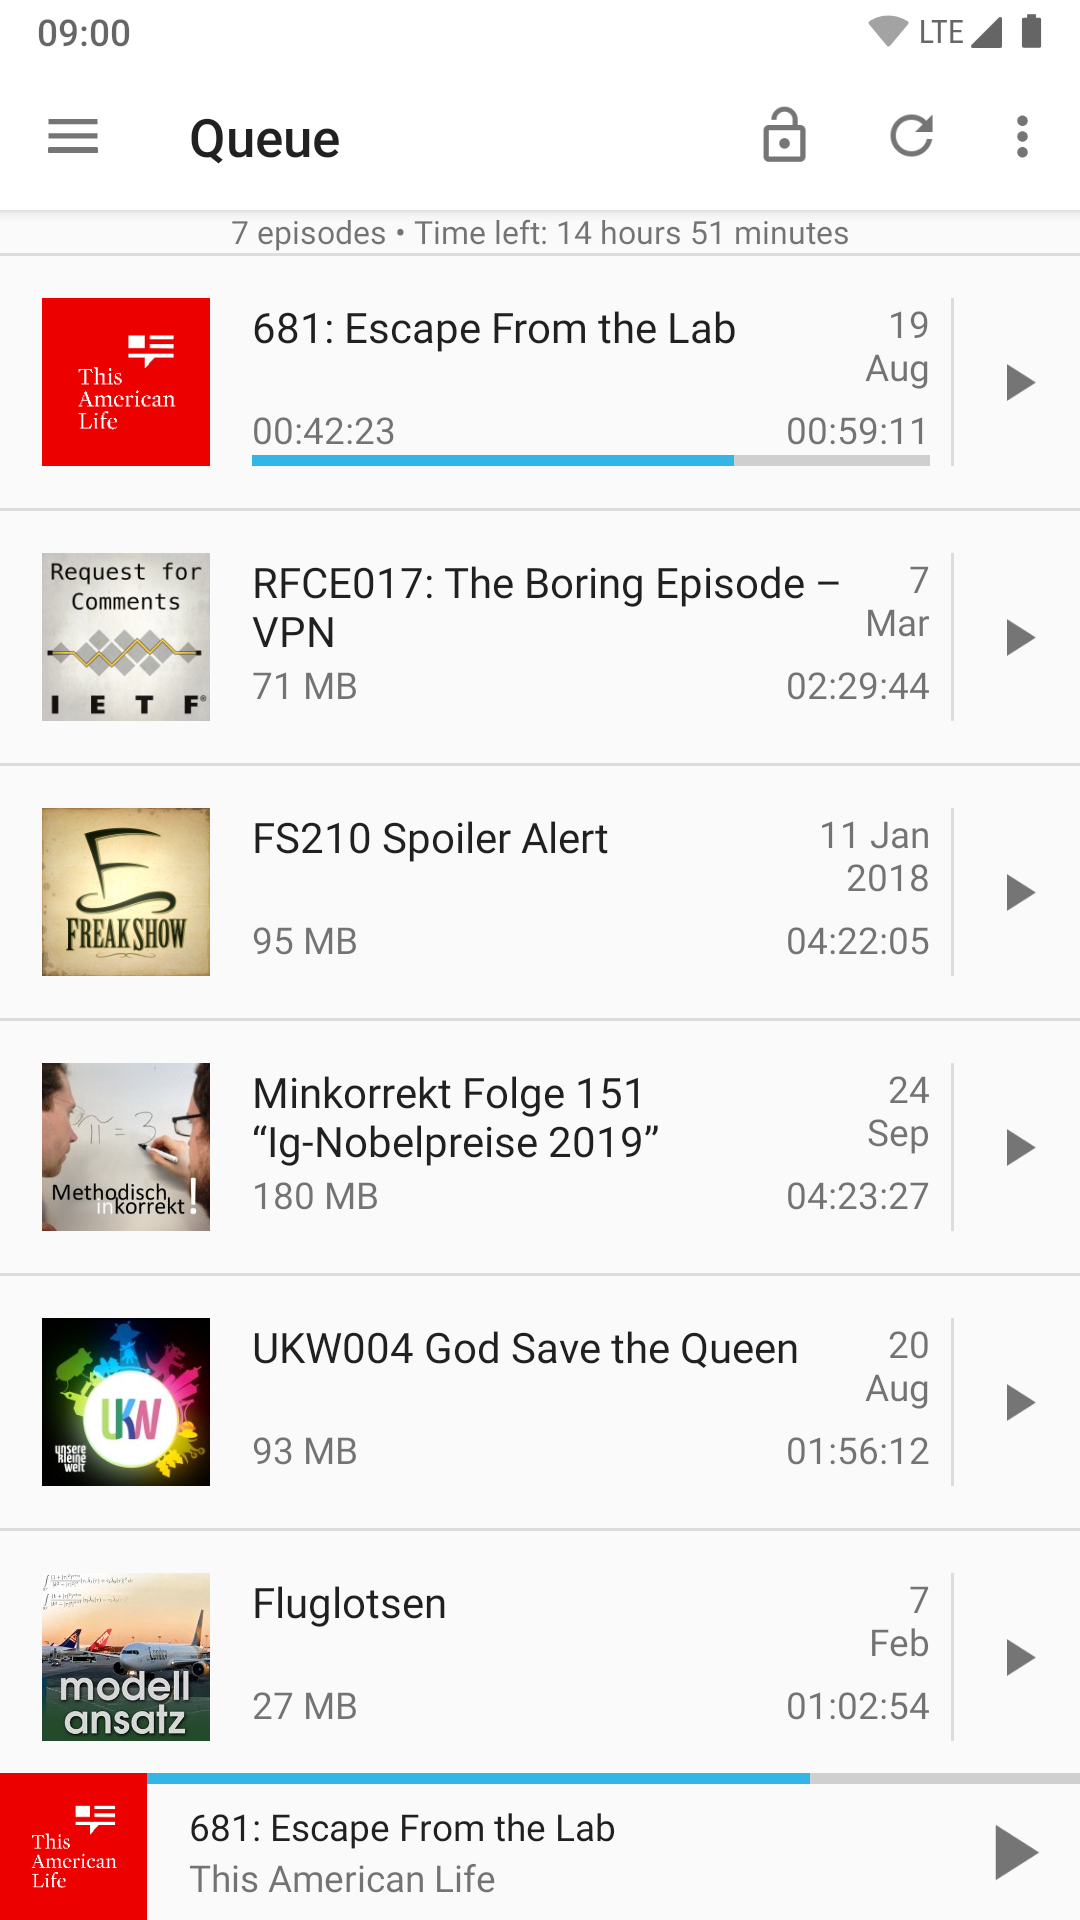 09:00
LTE
Queue
7 episodes • Time left: 14 hours 51 minutes
This
American
Life
681: Escape From the Lab
19
Aug
00:42:23
00:59:11
Request for
Comments
I E T F®
RFCE017: The Boring Episode –
VPN
7
Mar
71 MB
02:29:44
FREAK SHOW
FS210 Spoiler Alert
11 Jan
2018
95 MB
04:22:05
π = 3
Methodisch
inkorrekt!
Minkorrekt Folge 151
“Ig-Nobelpreise 2019”
24
Sep
180 MB
04:23:27
UKW
unsere
kleine
welt
UKW004 God Save the Queen
20
Aug
93 MB
01:56:12
modell
ansatz
Fluglotsen
7
Feb
27 MB
01:02:54
This
American
Life
681: Escape From the Lab
This American Life